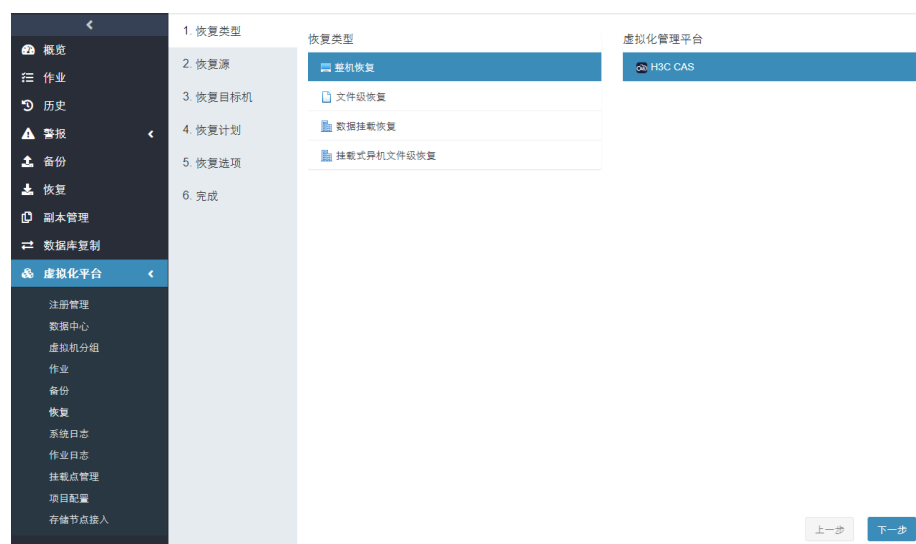 概览
作业
历史
警报
备份
恢复
副本管理
数据库复制
虚拟化平台
注册管理
数据中心
虚拟机分组
作业
备份
恢复
系统日志
作业日志
挂载点管理
项目配置
存储节点接入
1. 恢复类型
2. 恢复源
3. 恢复目标机
4. 恢复计划
5. 恢复选项
6. 完成
恢复类型
整机恢复
文件级恢复
数据挂载恢复
挂载式异机文件级恢复
虚拟化管理平台
H3C CAS
上一步
下一步